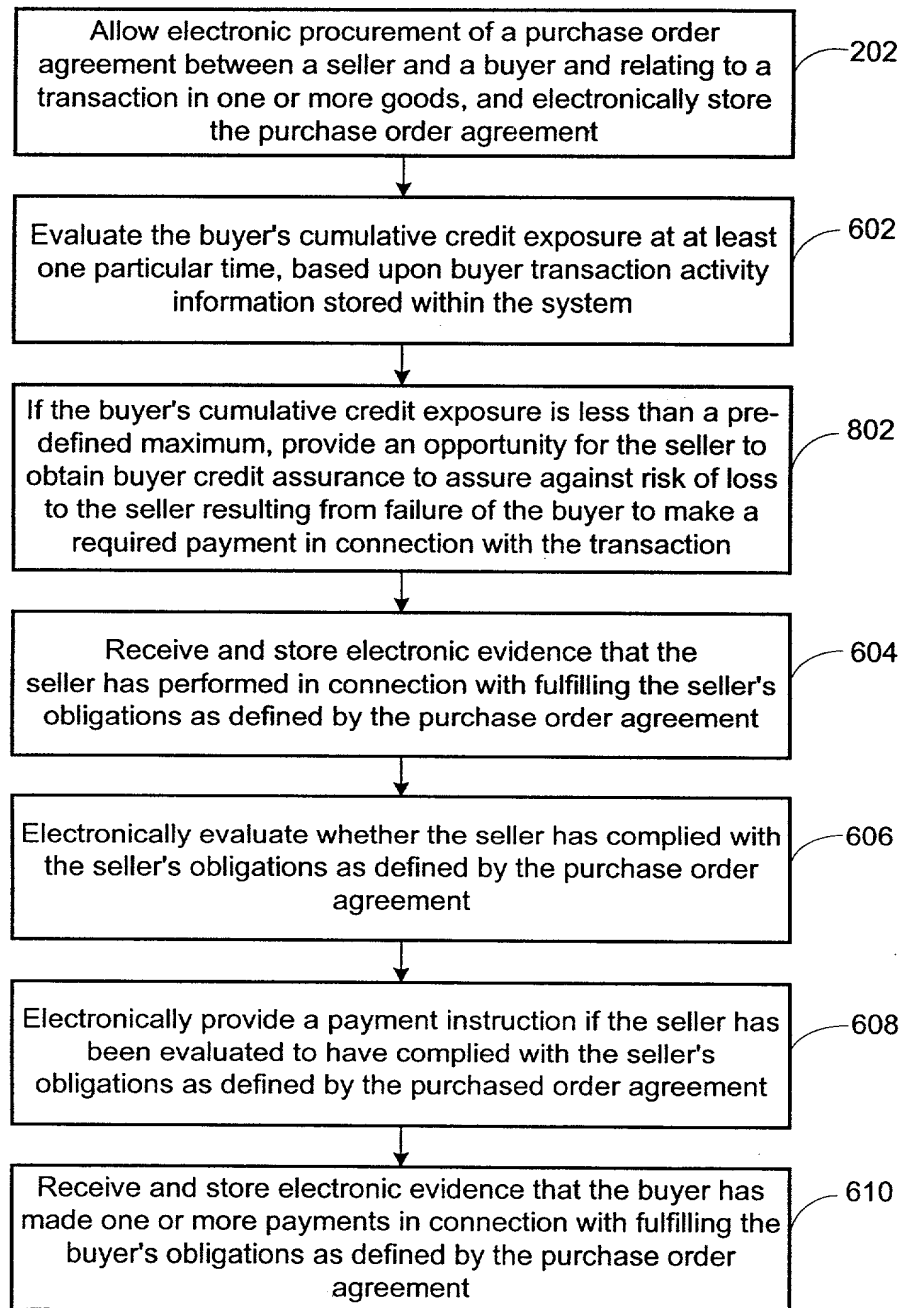 Allow electronic procurement of a purchase order
agreement between a seller and a buyer and relating to a
transaction in one or more goods, and electronically store
the purchase order agreement
202
Evaluate the buyer's cumulative credit exposure at at least
one particular time, based upon buyer transaction activity
information stored within the system
602
If the buyer's cumulative credit exposure is less than a pre-
defined maximum, provide an opportunity for the seller to
obtain buyer credit assurance to assure against risk of loss
to the seller resulting from failure of the buyer to make a
required payment in connection with the transaction
802
Receive and store electronic evidence that the
seller has performed in connection with fulfilling the seller's
obligations as defined by the purchase order agreement
604
Electronically evaluate whether the seller has complied with
the seller's obligations as defined by the purchase order
agreement
606
Electronically provide a payment instruction if the seller has
been evaluated to have complied with the seller's
obligations as defined by the purchased order agreement
608
Receive and store electronic evidence that the buyer has
made one or more payments in connection with fulfilling the
buyer's obligations as defined by the purchase order
agreement
610